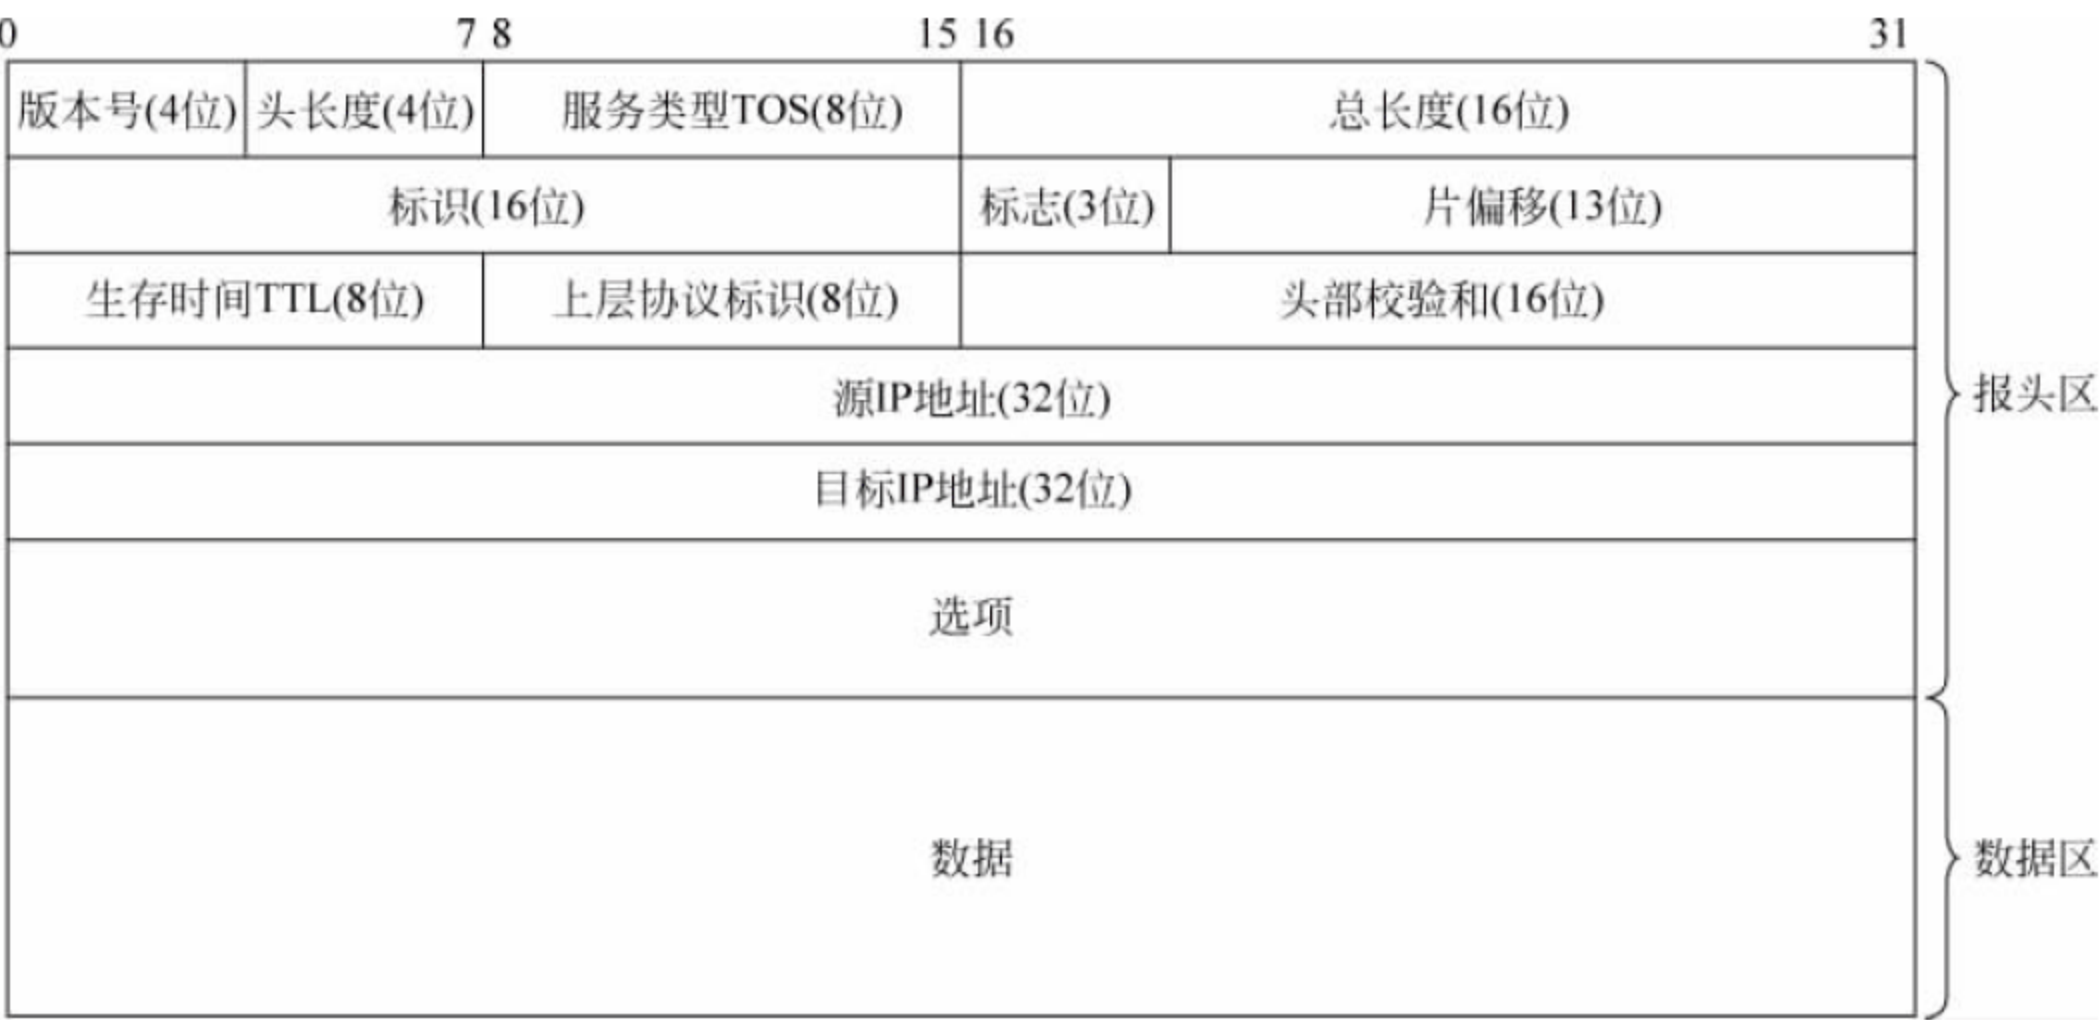 0 7 8 15 16 31
版本号(4位) 头长度(4位) 服务类型TOS(8位) 总长度(16位)
标识(16位) 标志(3位) 片偏移(13位)
生存时间TTL(8位) 上层协议标识(8位) 头部校验和(16位)
源IP地址(32位)
报头区
目标IP地址(32位)
选项
数据
数据区